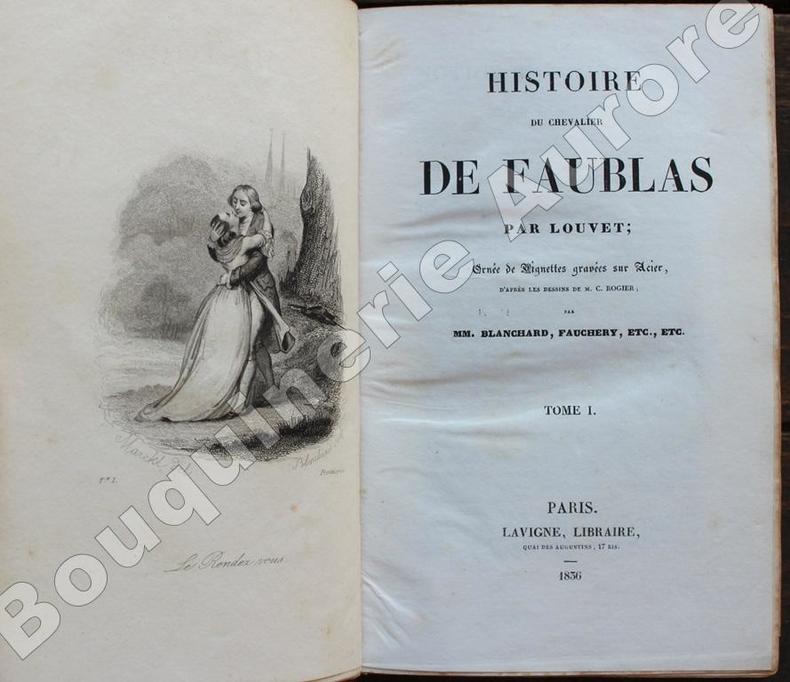 T. 1.
Le Rendez vous.
HISTOIRE
DU CHEVALIER
DE FAUBLAS
PAR LOUVET;
Ornée de Vignettes gravées sur Acier,
D'APRÈS LES DESSINS DE M. C. ROGIER;
PAR
MM. BLANCHARD, FAUCHERY, ETC., ETC.
TOME I.
PARIS.
LAVIGNE, LIBRAIRE,
QUAI DES AUGUSTINS, 17 BIS.
1836
Bouquinerie Aurore